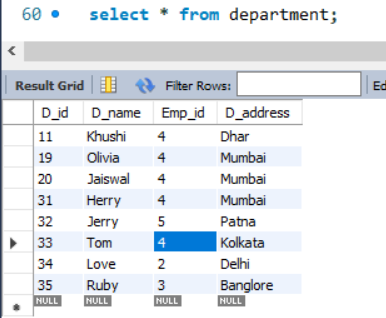 60 select * from department;
Result Grid Filter Rows: Ed
D_id D_name Emp_id D_address
11 Khushi 4 Dhar
19 Olivia 4 Mumbai
20 Jaiswal 4 Mumbai
31 Herry 4 Mumbai
32 Jerry 5 Patna
33 Tom 4 Kolkata
34 Love 2 Delhi
35 Ruby 3 Banglore
NULL NULL NULL NULL